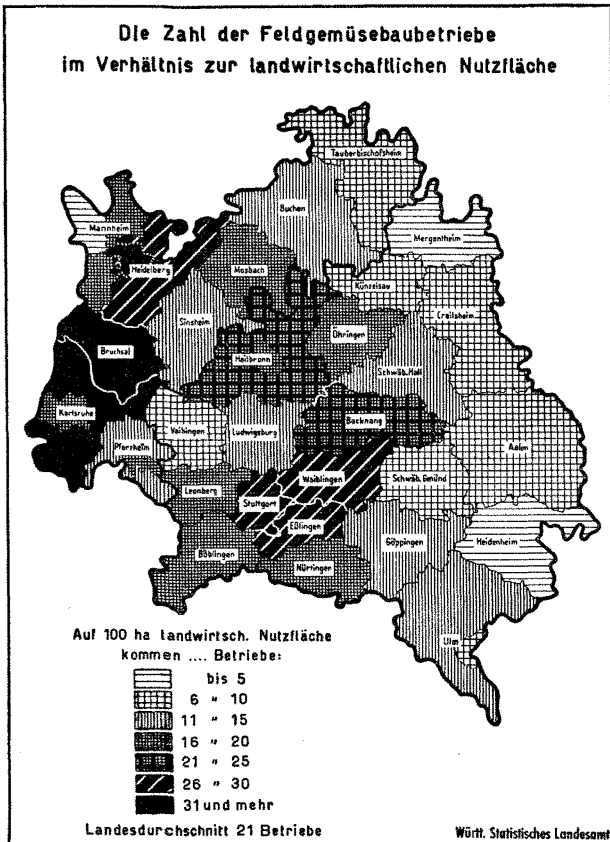 Die Zahl der Feldgemüsebaubetriebe
im Verhältnis zur landwirtschaftlichen Nutzfläche
Tauberbischofsheim
Buchen
Mannheim
Mergentheim
Heidelberg
Mosbach
Künzelsau
Crailsheim
Sinsheim
Öhringen
Bruchsal
Heilbronn
Schwäb. Hall
Karlsruhe
Backnang
Vaihingen
Ludwigsburg
Pforzheim
Aalen
Waiblingen
Schwäb. Gmünd
Leonberg
Stuttgart
Eßlingen
Göppingen
Heidenheim
Böblingen
Nürtingen
Ulm
Auf 100 ha landwirtsch. Nutzfläche
kommen .... Betriebe:
bis 5
6 " 10
11 " 15
16 " 20
21 " 25
26 " 30
31 und mehr
Landesdurchschnitt 21 Betriebe
Württ. Statistisches Landesamt